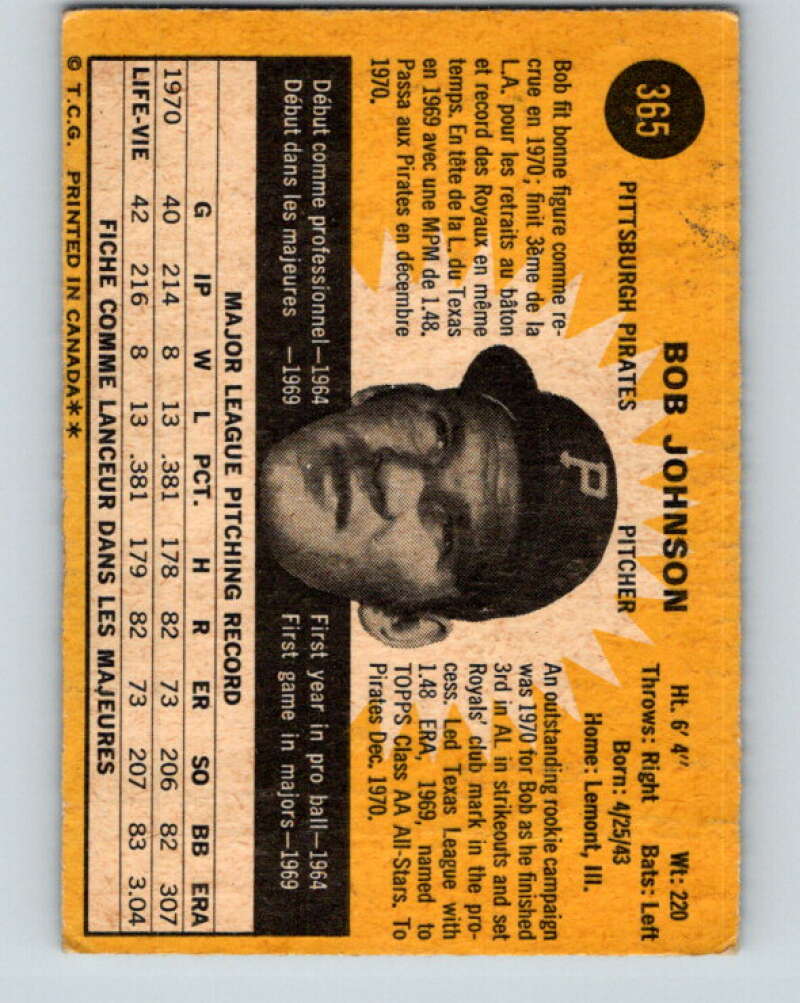 365
BOB JOHNSON
PITTSBURGH PIRATES PITCHER
Ht. 6' 4" Wt: 220
Throws: Right Bats: Left
Born: 4/25/43
Home: Lemont, Ill.
Bob fit bonne figure comme re-
crue en 1970; finit 3ème de la
L.A. pour les retraits au bâton
et record des Royaux en même
temps. En tête de la L. du Texas
en 1969 avec une MPM de 1.48.
Passa aux Pirates en décembre
1970.
An outstanding rookie campaign
was 1970 for Bob as he finished
3rd in AL in strikeouts and set
Royals' club mark in the pro-
cess. Led Texas League with
1.48 ERA, 1969, named to
TOPPS Class AA All-Stars. To
Pirates Dec. 1970.
P
Début comme professionnel—1964
Début dans les majeures —1969
First year in pro ball—1964
First game in majors—1969
MAJOR LEAGUE PITCHING RECORD
G IP W L PCT. H R ER SO BB ERA
1970 40 214 8 13 .381 178 82 73 206 82 307
LIFE-VIE 42 216 8 13 .381 179 82 73 207 83 3.04
FICHE COMME LANCEUR DANS LES MAJEURES
© T.C.G. PRINTED IN CANADA**